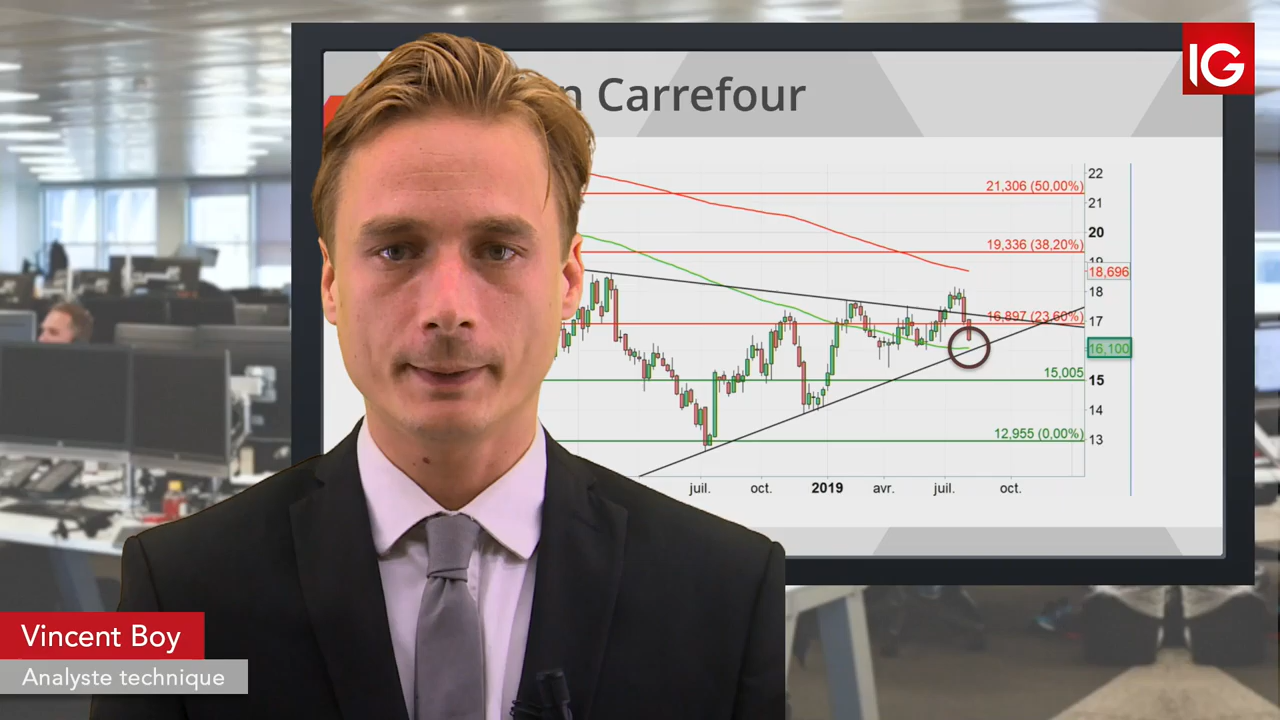 IG
n Carrefour
22
21,306 (50,00%)
21
20
19,336 (38,20%)
19
18,696
18
16,897 (23,60%)
17
16,100
15,005
15
14
12,955 (0,00%)
13
juil.
oct.
2019
avr.
juil.
oct.
Vincent Boy
Analyste technique